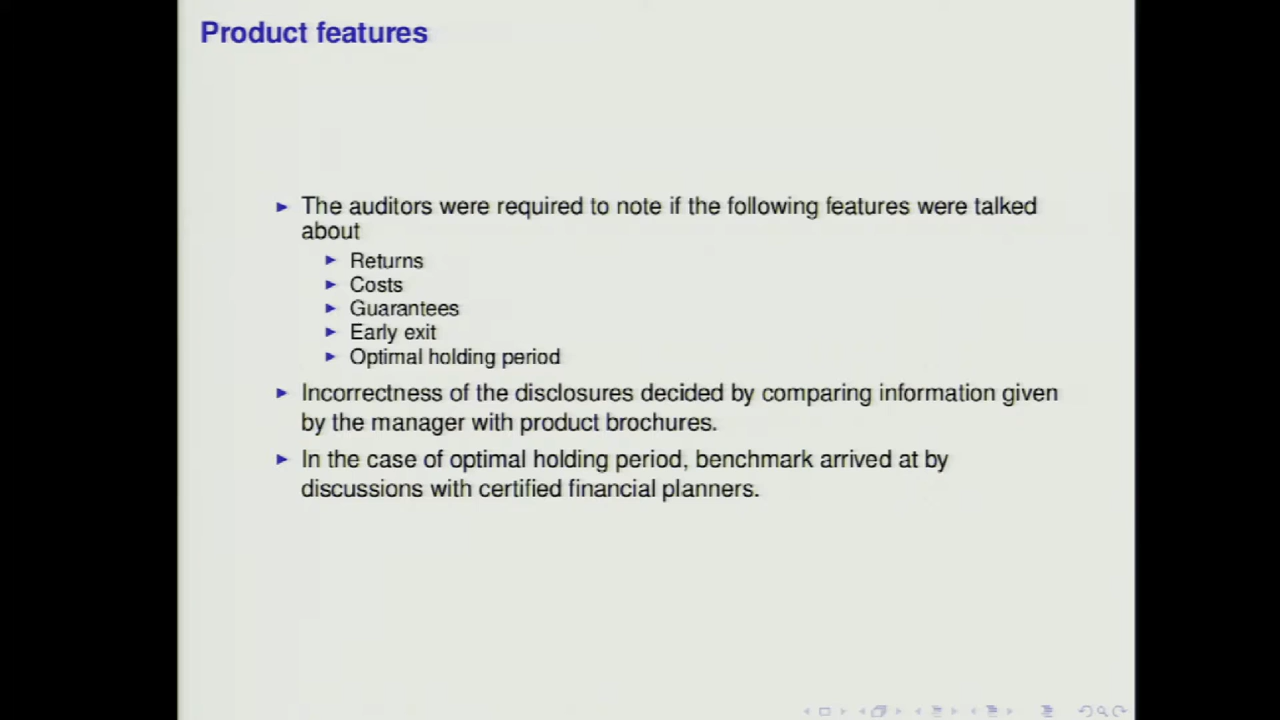 Product features
The auditors were required to note if the following features were talked
about
Returns
Costs
Guarantees
Early exit
Optimal holding period
Incorrectness of the disclosures decided by comparing information given
by the manager with product brochures.
In the case of optimal holding period, benchmark arrived at by
discussions with certified financial planners.